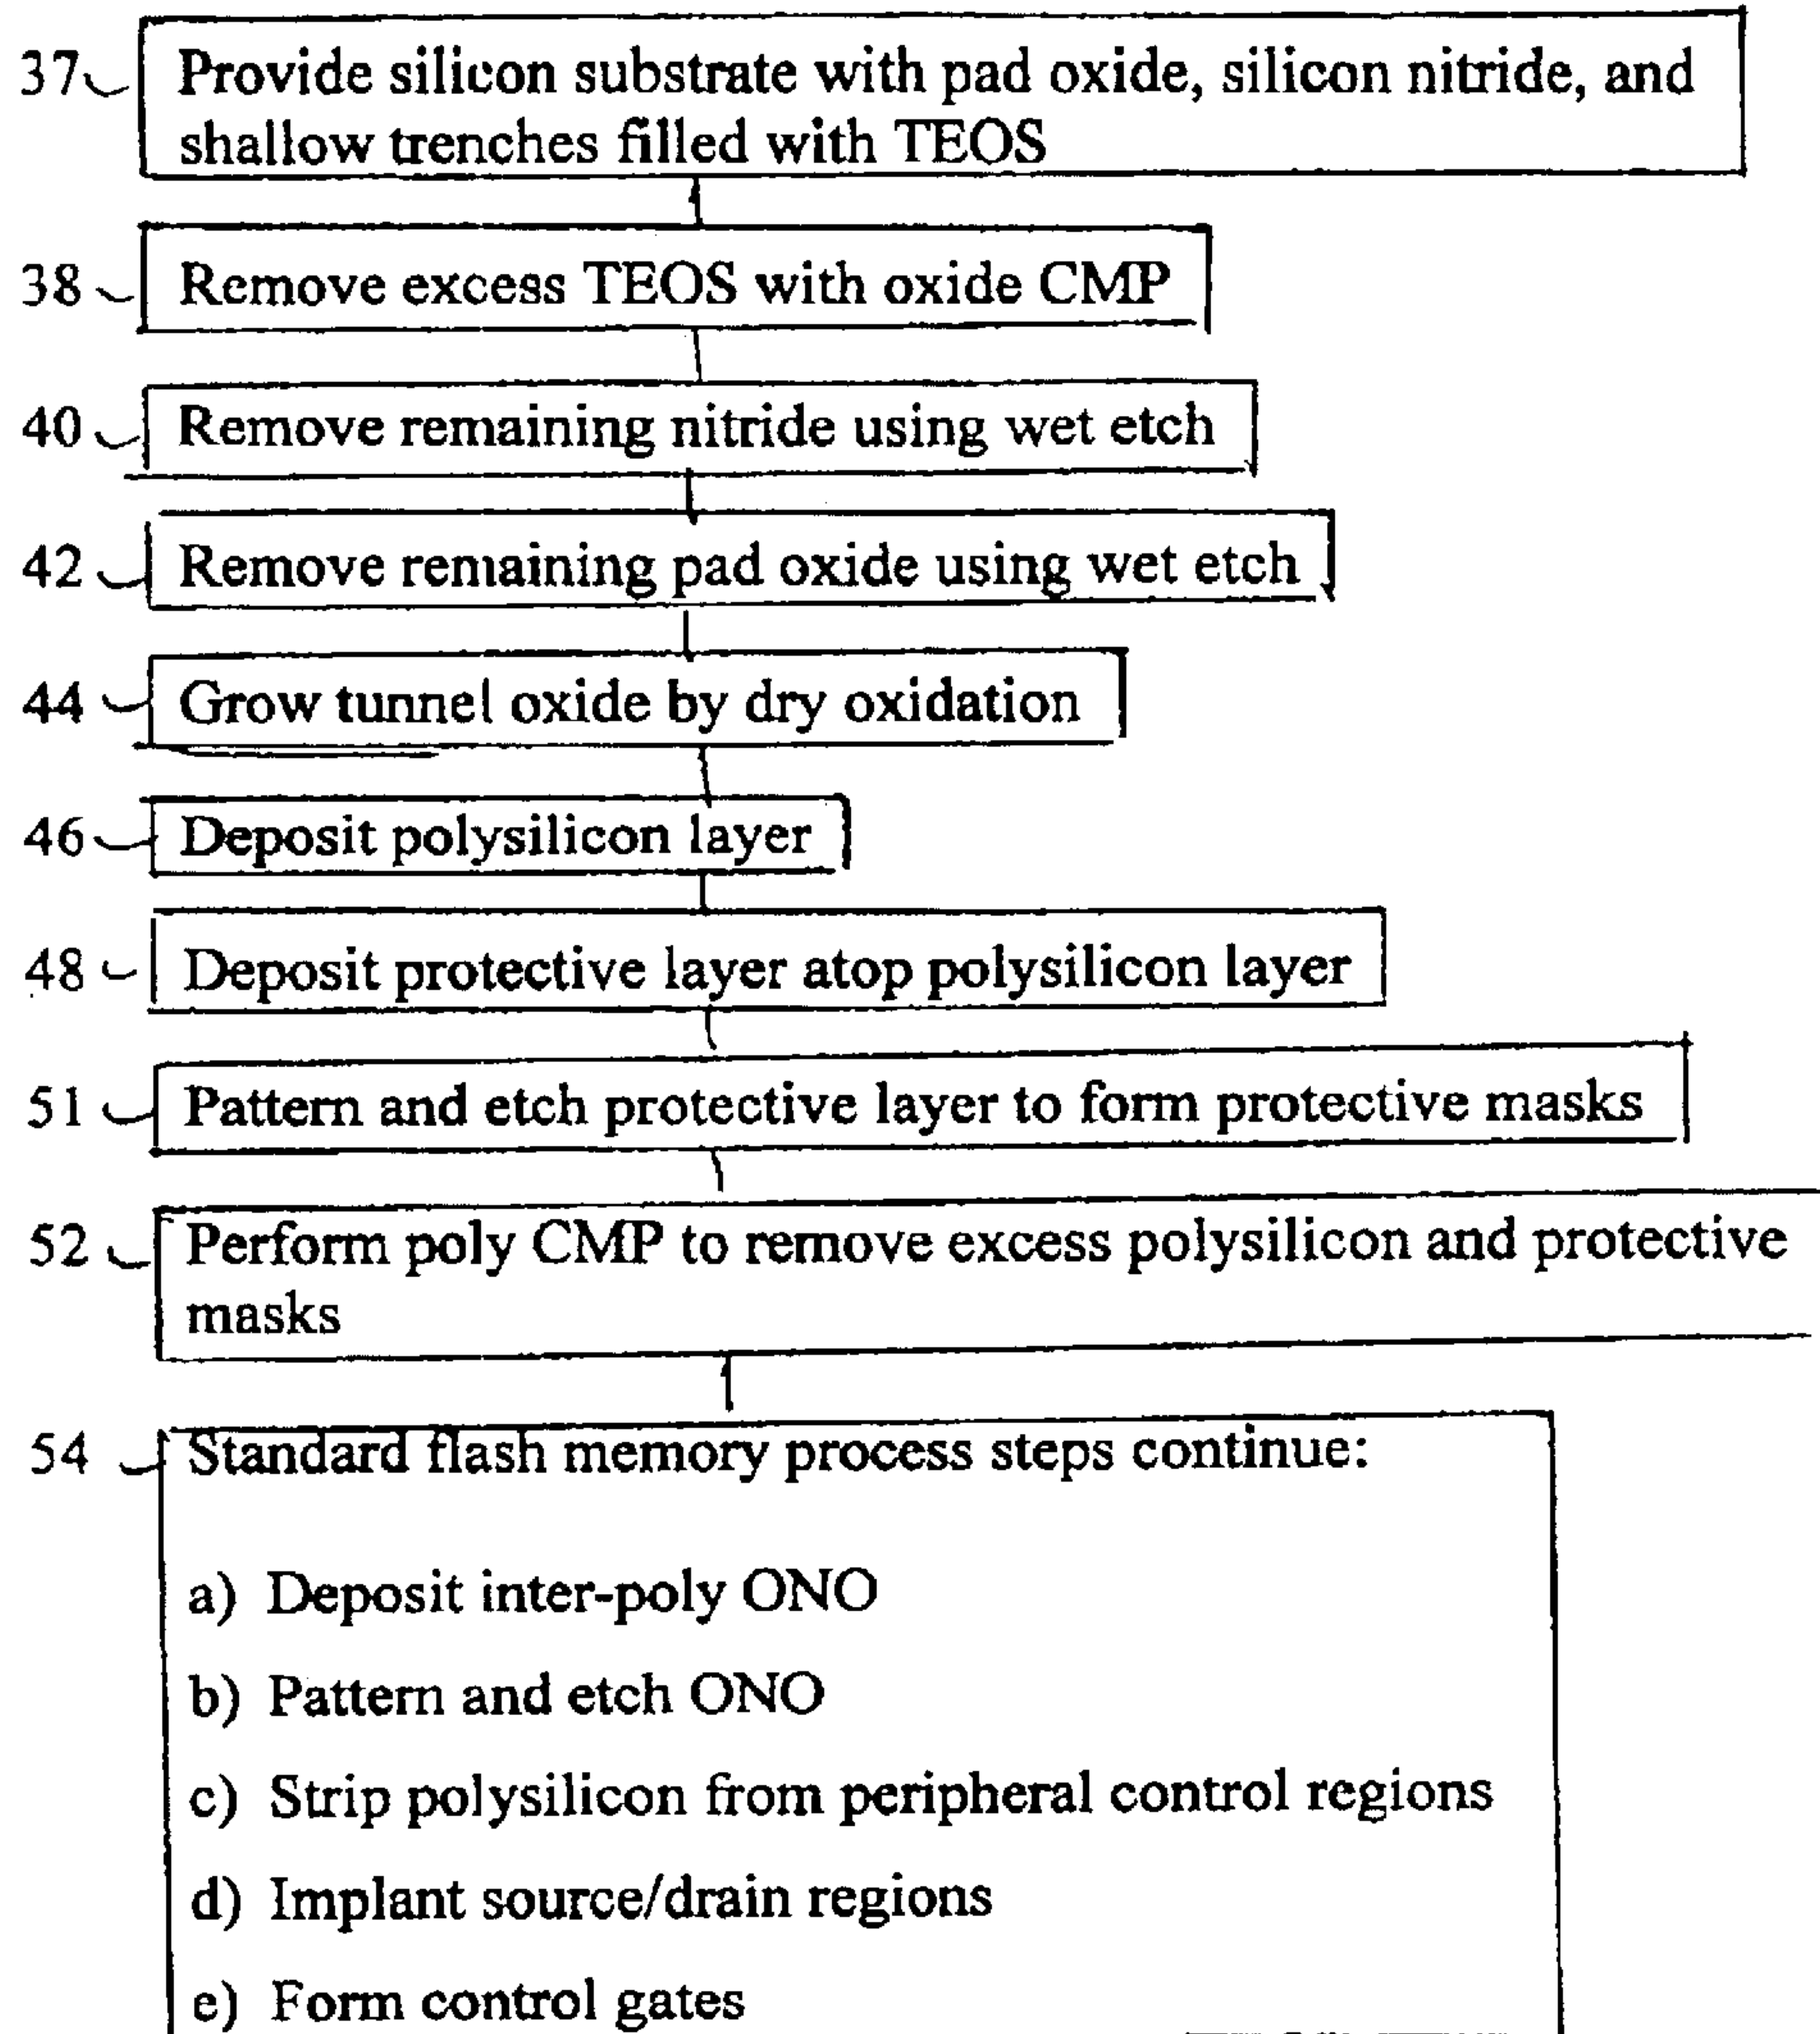 37 Provide silicon substrate with pad oxide, silicon nitride, and
shallow trenches filled with TEOS
38 Remove excess TEOS with oxide CMP
40 Remove remaining nitride using wet etch
42 Remove remaining pad oxide using wet etch
44 Grow tunnel oxide by dry oxidation
46 Deposit polysilicon layer
48 Deposit protective layer atop polysilicon layer
51 Pattern and etch protective layer to form protective masks
52 Perform poly CMP to remove excess polysilicon and protective
masks
54 Standard flash memory process steps continue:
a) Deposit inter-poly ONO
b) Pattern and etch ONO
c) Strip polysilicon from peripheral control regions
d) Implant source/drain regions
e) Form control gates